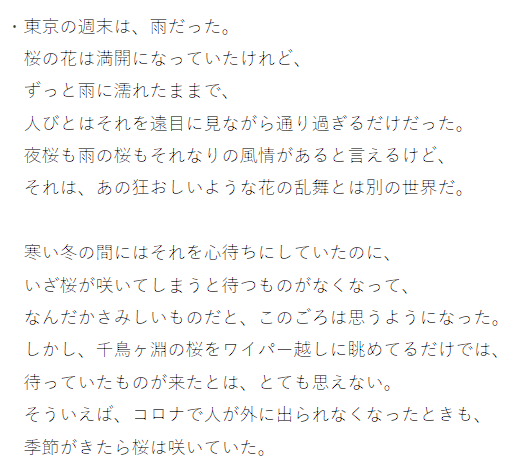 ・東京の週末は、雨だった。
桜の花は満開になっていたけれど、
ずっと雨に濡れたままで、
人びとはそれを遠目に見ながら通り過ぎるだけだった。
夜桜も雨の桜もそれなりの風情があると言えるけど、
それは、あの狂おしいような花の乱舞とは別の世界だ。
寒い冬の間にはそれを心待ちにしていたのに、
いざ桜が咲いてしまうと待つものがなくなって、
なんだかさみしいものだと、このごろは思うようになった。
しかし、千鳥ヶ淵の桜をワイパー越しに眺めてるだけでは、
待っていたものが来たとは、とても思えない。
そういえば、コロナで人が外に出られなくなったときも、
季節がきたら桜は咲いていた。